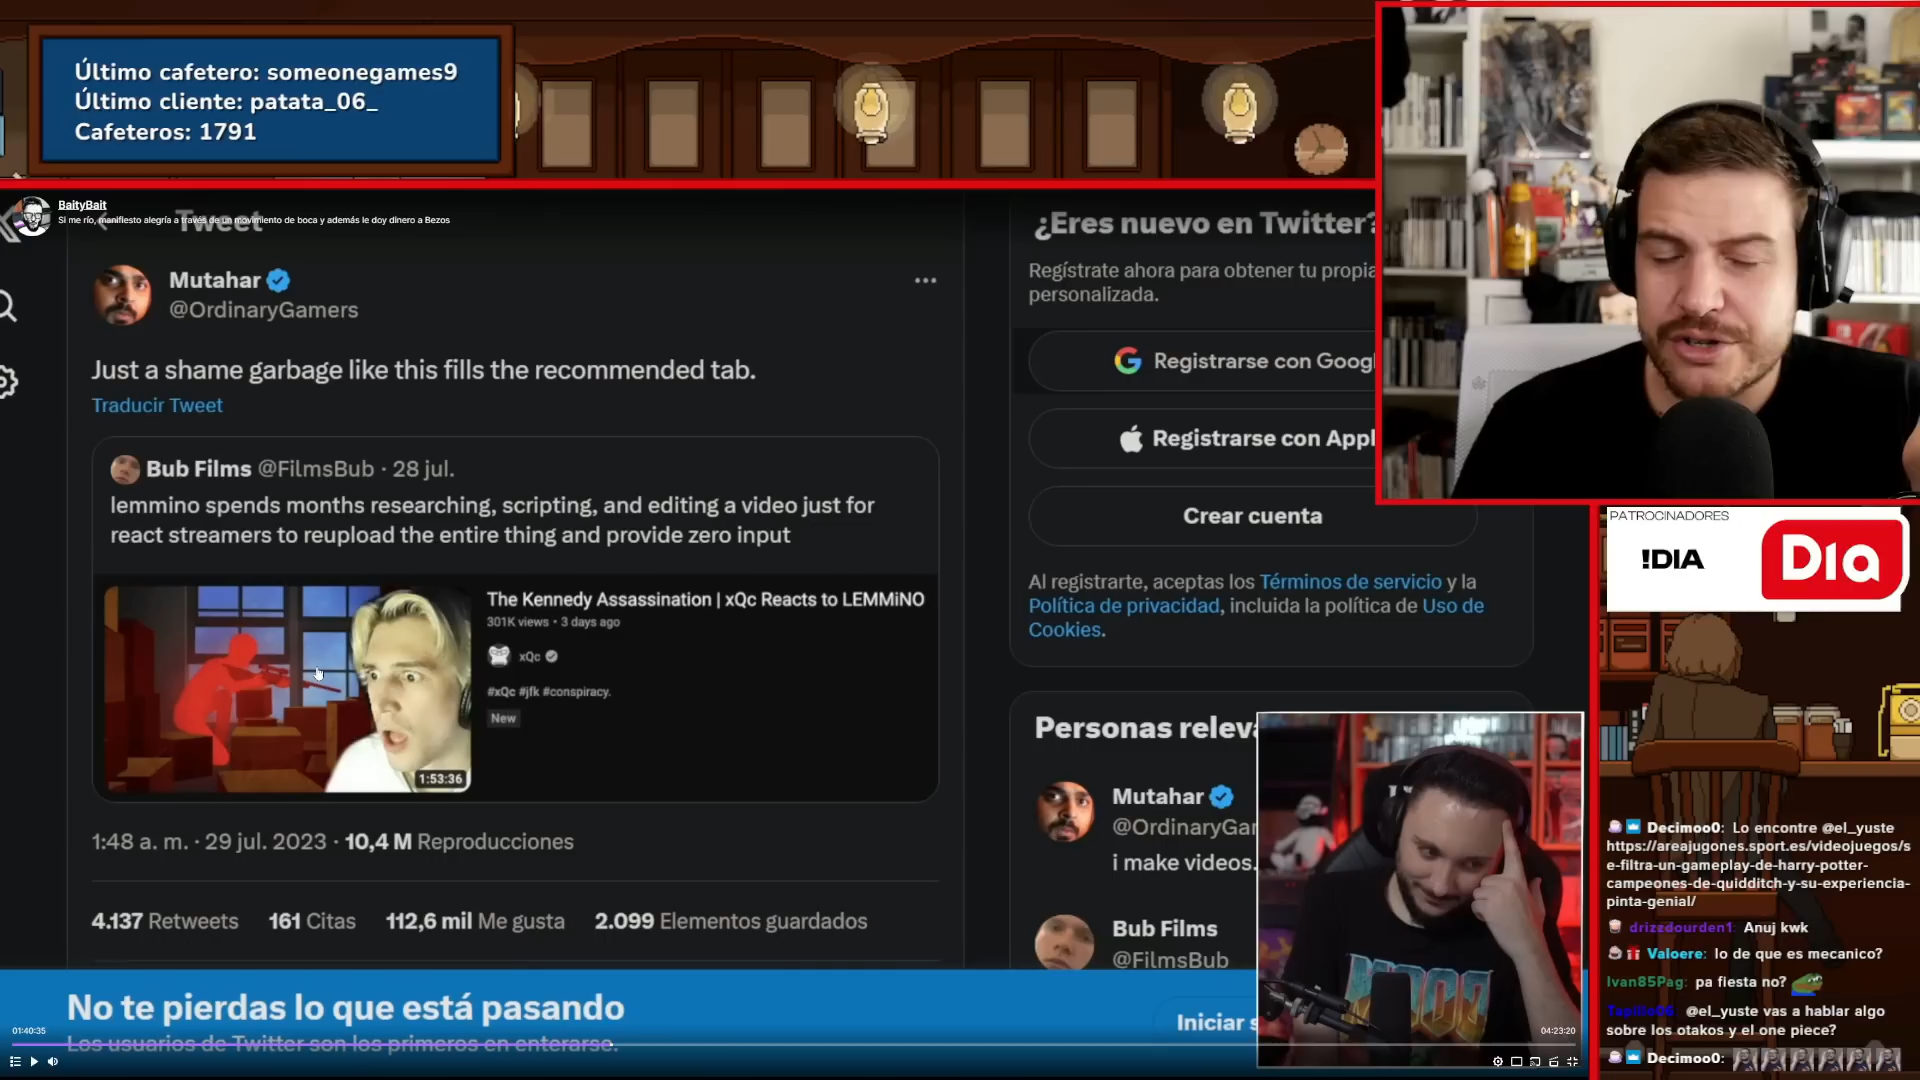 Último cafetero: someonegames9
Último cliente: patata_06_
Cafeteros: 1791
BaityBait
Si me río, manifiesto alegría a través de un movimiento de boca y además le doy dinero a Bezos
Tweet
Mutahar
@OrdinaryGamers
Just a shame garbage like this fills the recommended tab.
Traducir Tweet
Bub Films @FilmsBub · 28 jul.
lemmino spends months researching, scripting, and editing a video just for
react streamers to reupload the entire thing and provide zero input
The Kennedy Assassination | xQc Reacts to LEMMiNO
301K views • 3 days ago
xQc
#xQc #jfk #conspiracy.
New
1:53:36
1:48 a. m. · 29 jul. 2023 · 10,4 M Reproducciones
4.137 Retweets 161 Citas 112,6 mil Me gusta 2.099 Elementos guardados
¿Eres nuevo en Twitter?
Regístrate ahora para obtener tu propia
personalizada.
Registrarse con Goog
Registrarse con Appl
Crear cuenta
Al registrarte, aceptas los Términos de servicio y la
Política de privacidad, incluida la política de Uso de
Cookies.
Personas releva
Mutahar
@OrdinaryGar
i make videos.
Bub Films
@FilmsBub
No te pierdas lo que está pasando
Los usuarios de Twitter son los primeros en enterarse.
Iniciar s
01:40:35
04:23:20
PATROCINADORES
!DIA
Dia
Decimoo0: Lo encontre @el_yuste
https://areajugones.sport.es/videojuegos/s
e-filtra-un-gameplay-de-harry-potter-
campeones-de-quidditch-y-su-experiencia-
pinta-genial/
drizzdourden1: Anuj kwk
Valoere: lo de que es mecanico?
Ivan85Pag: pa fiesta no?
@el_yuste vas a hablar algo
sobre los otakos y el one piece?
Decimoo0: